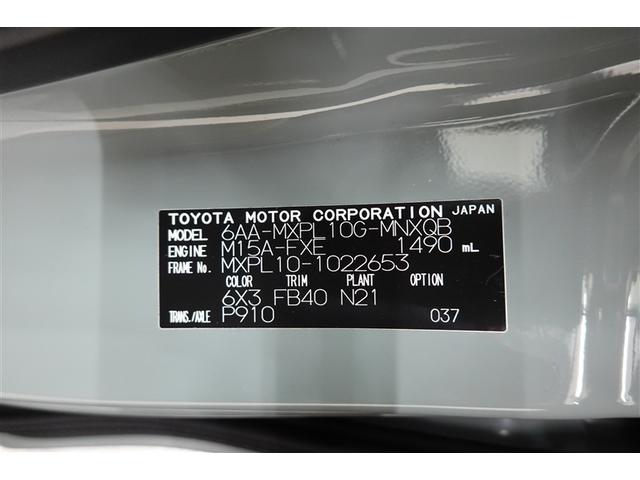 TOYOTA MOTOR CORPORATION JAPAN
MODEL 6AA-MXPL10G-MNXQB
ENGINE M15A-FXE 1490 mL
FRAME No. MXPL10-1022653
COLOR TRIM PLANT OPTION
6X3 FB40 N21
TRANS./AXLE P910 037